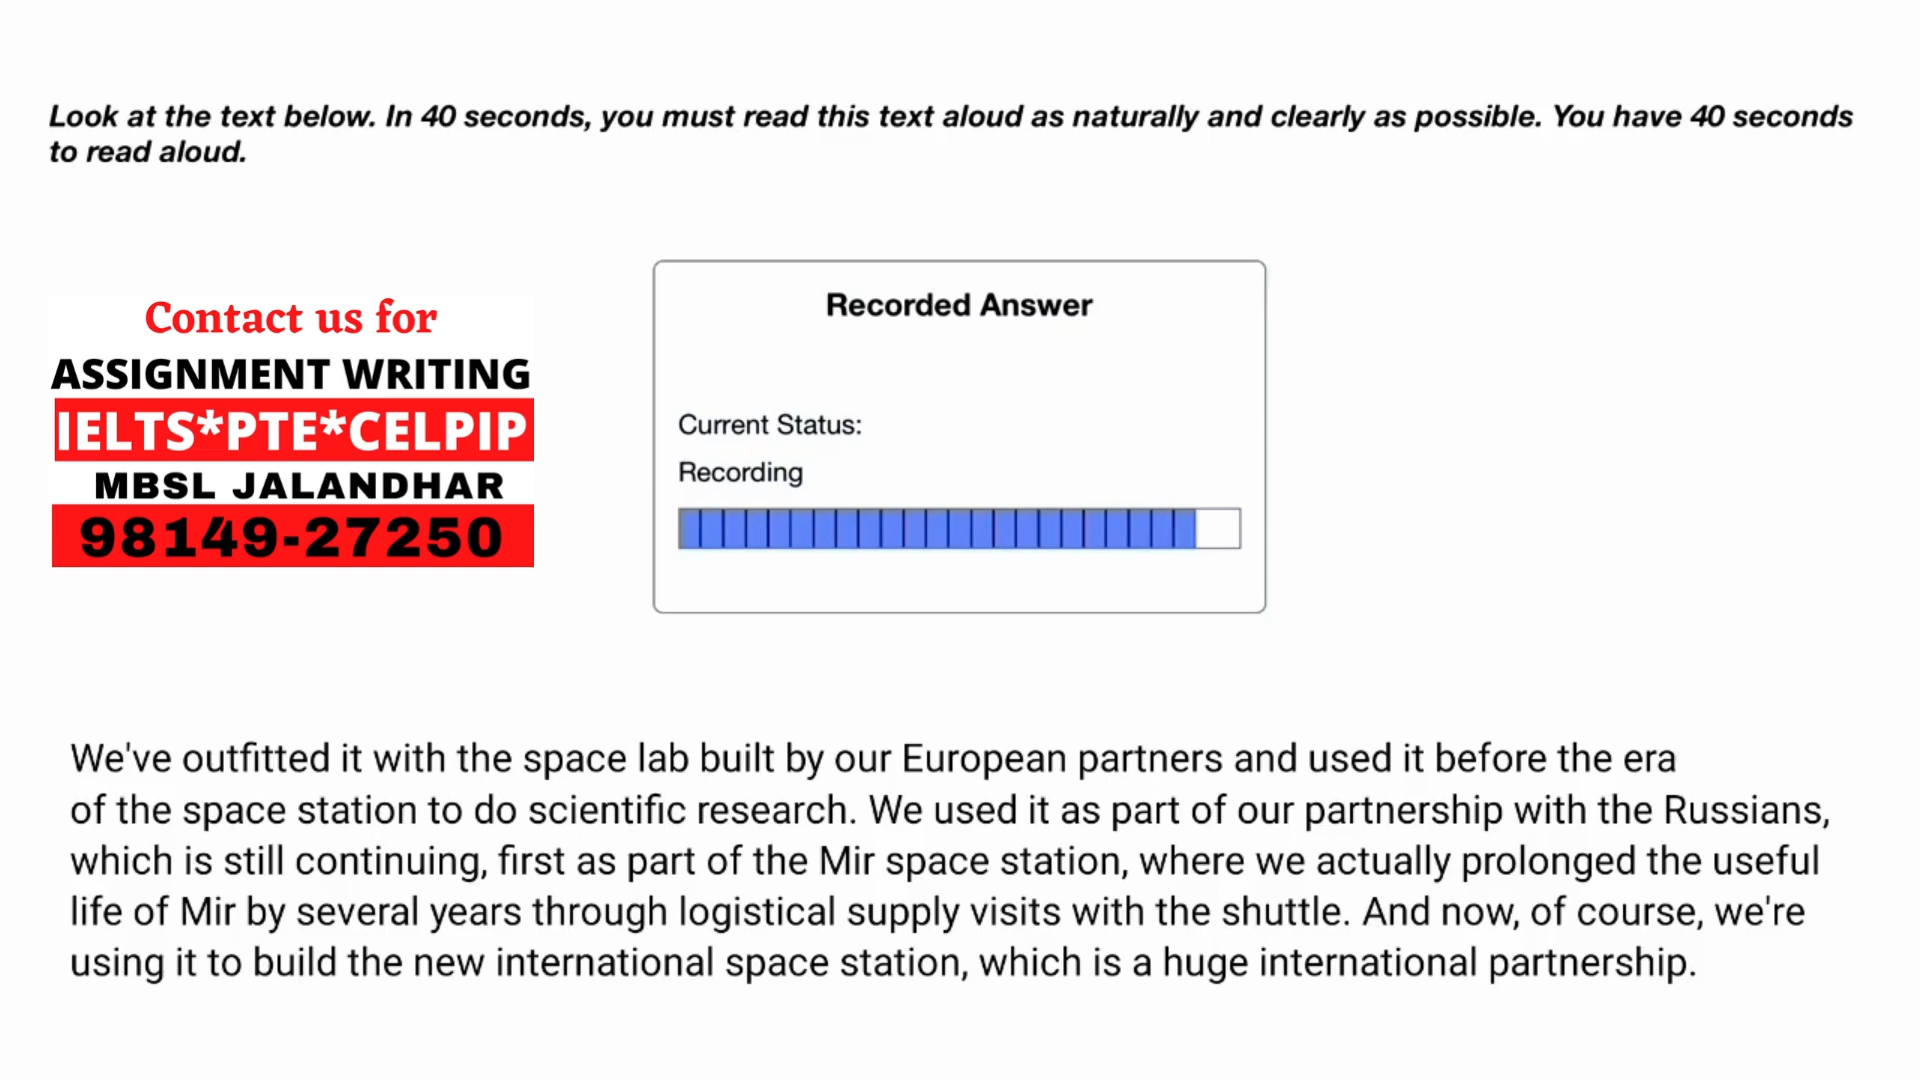 Look at the text below. In 40 seconds, you must read this text aloud as naturally and clearly as possible. You have 40 seconds
to read aloud.
Contact us for
ASSIGNMENT WRITING
IELTS*PTE*CELPIP
MBSL JALANDHAR
98149-27250
Recorded Answer
Current Status:
Recording
We've outfitted it with the space lab built by our European partners and used it before the era
of the space station to do scientific research. We used it as part of our partnership with the Russians,
which is still continuing, first as part of the Mir space station, where we actually prolonged the useful
life of Mir by several years through logistical supply visits with the shuttle. And now, of course, we're
using it to build the new international space station, which is a huge international partnership.